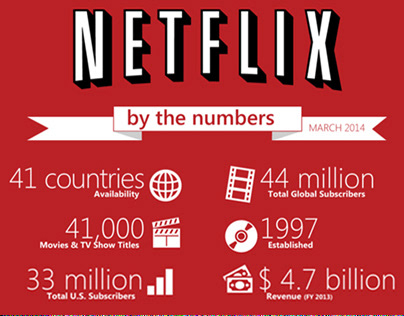 NETFLIX
by the numbers
MARCH 2014
41 countries
Availability
44 million
Total Global Subscribers
41,000
Movies & TV Show Titles
1997
Established
33 million
Total U.S. Subscribers
$ 4.7 billion
Revenue (FY 2013)